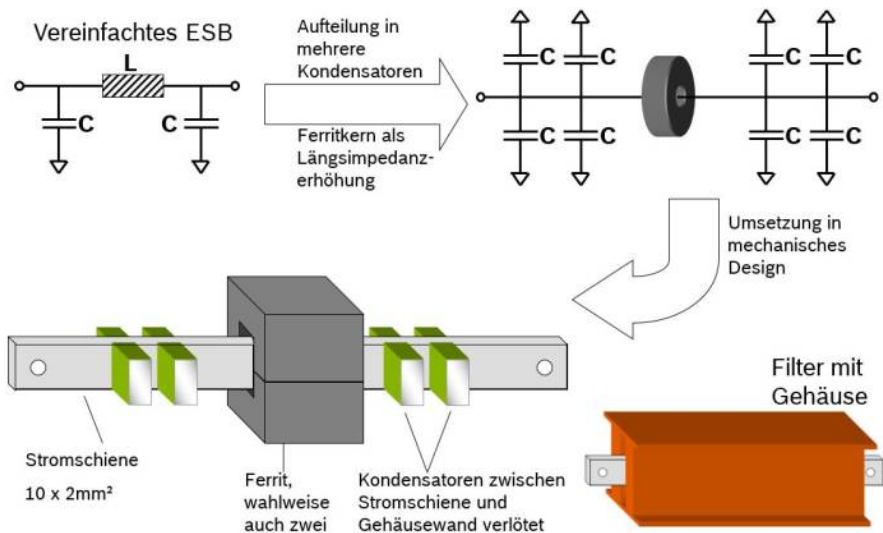 Vereinfachtes ESB
L
C
C
Aufteilung in
mehrere
Kondensatoren
Ferritkern als
Längsimpedanz-
erhöhung
C
C
C
C
C
C
C
C
Umsetzung in
mechanisches
Design
Stromschiene
10 x 2mm²
Ferrit,
wahlweise
auch zwei
Kondensatoren zwischen
Stromschiene und
Gehäusewand verlötet
Filter mit
Gehäuse